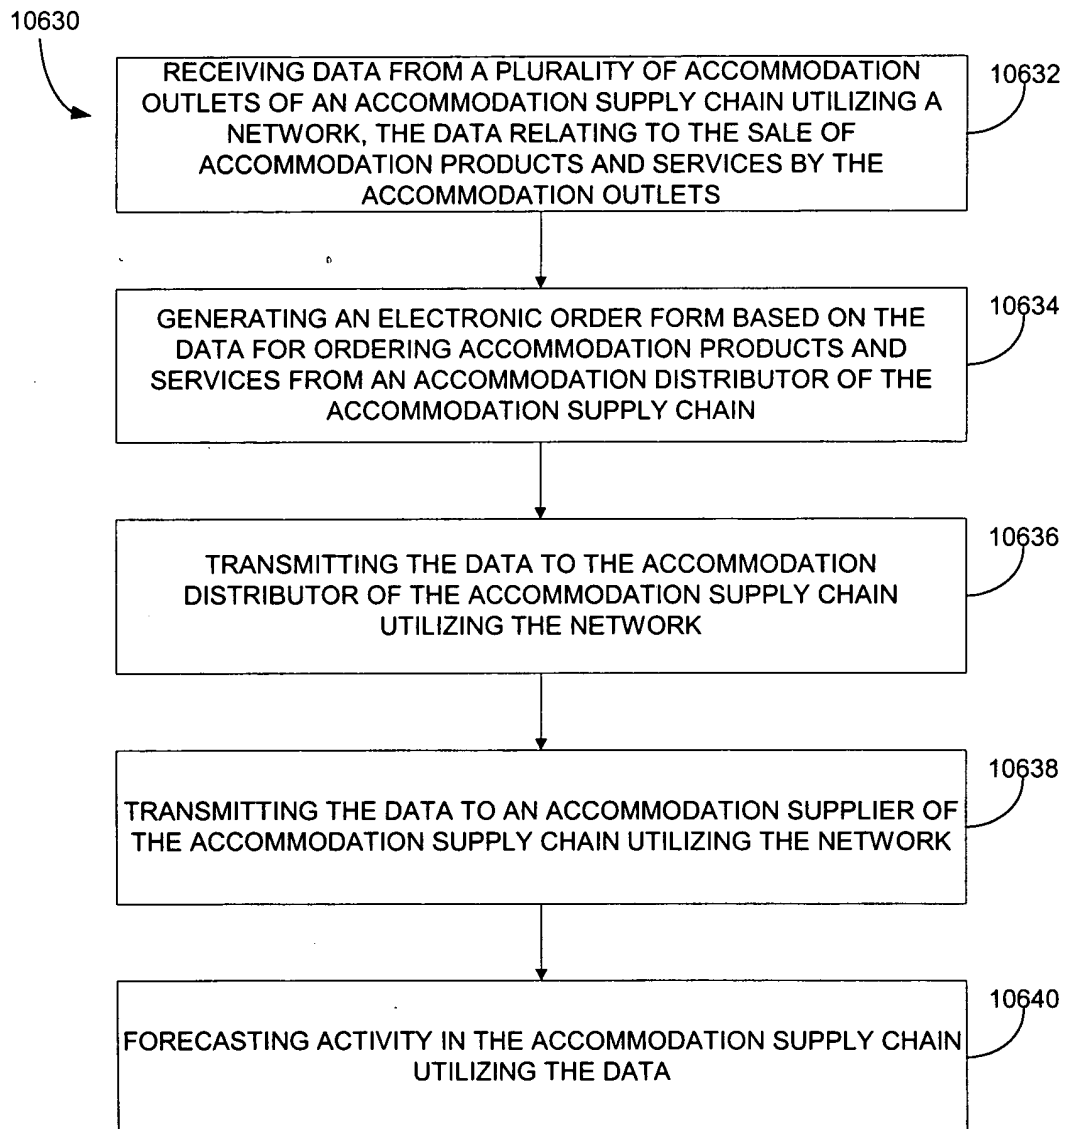 10630
10632
RECEIVING DATA FROM A PLURALITY OF ACCOMMODATION
OUTLETS OF AN ACCOMMODATION SUPPLY CHAIN UTILIZING A
NETWORK, THE DATA RELATING TO THE SALE OF
ACCOMMODATION PRODUCTS AND SERVICES BY THE
ACCOMMODATION OUTLETS
10634
GENERATING AN ELECTRONIC ORDER FORM BASED ON THE
DATA FOR ORDERING ACCOMMODATION PRODUCTS AND
SERVICES FROM AN ACCOMMODATION DISTRIBUTOR OF THE
ACCOMMODATION SUPPLY CHAIN
10636
TRANSMITTING THE DATA TO THE ACCOMMODATION
DISTRIBUTOR OF THE ACCOMMODATION SUPPLY CHAIN
UTILIZING THE NETWORK
10638
TRANSMITTING THE DATA TO AN ACCOMMODATION SUPPLIER OF
THE ACCOMMODATION SUPPLY CHAIN UTILIZING THE NETWORK
10640
FORECASTING ACTIVITY IN THE ACCOMMODATION SUPPLY CHAIN
UTILIZING THE DATA